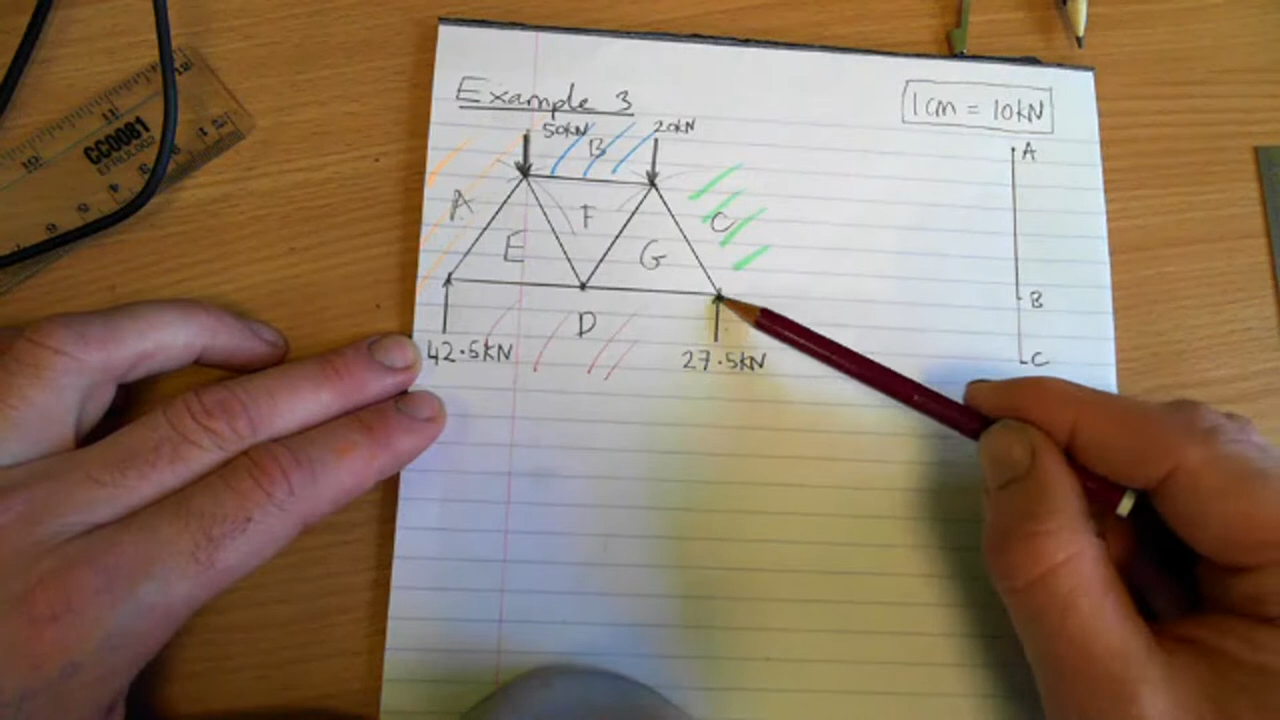 Example 3
1cm = 10kN
50kN
B
20kN
A
F
C
E
G
D
42.5kN
27.5kN
A
B
C
CC0081